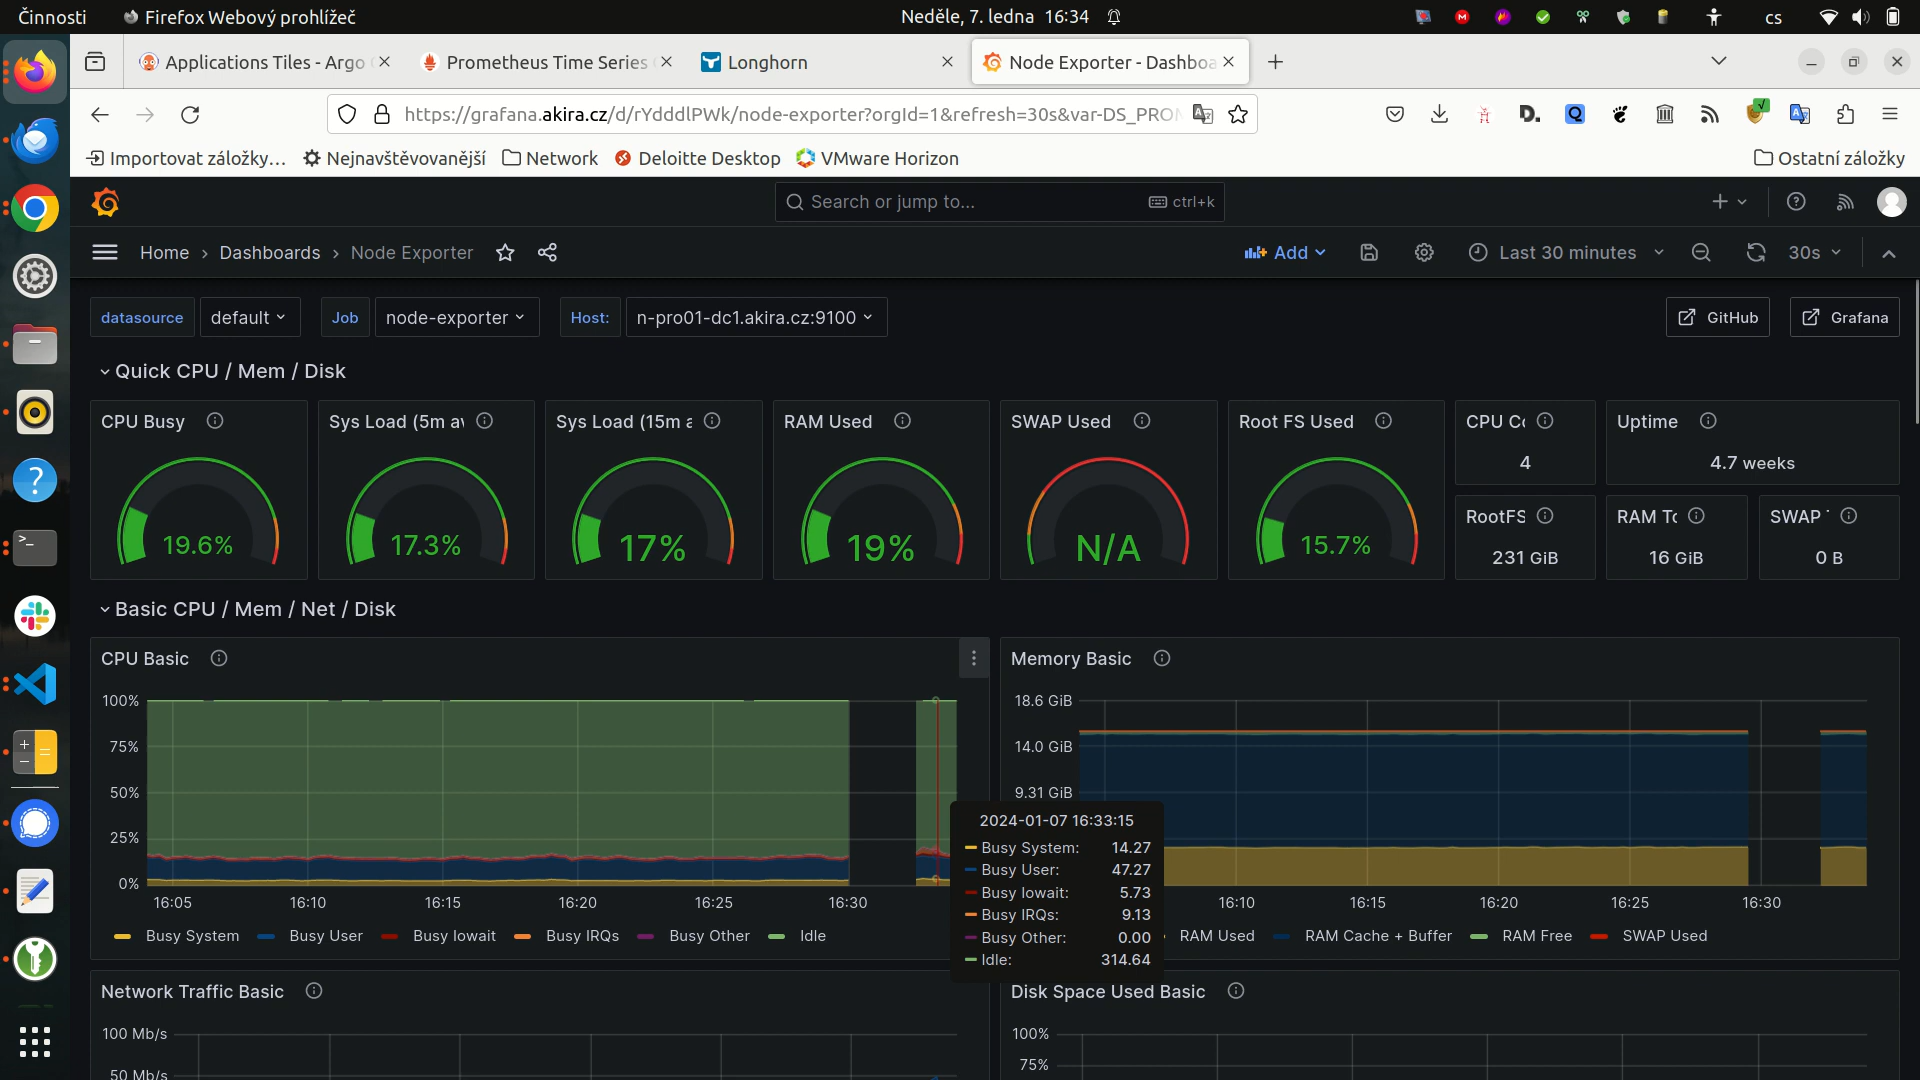 Činnosti
Firefox Webový prohlížeč
Neděle, 7. ledna 16:34
cs
Applications Tiles - Argo
Prometheus Time Series
Longhorn
Node Exporter - Dashboa
https://grafana.akira.cz/d/rYdddlPWk/node-exporter?orgId=1&refresh=30s&var-DS_PROM
Importovat záložky…
Nejnavštěvovanější
Network
Deloitte Desktop
VMware Horizon
Ostatní záložky
Search or jump to...
ctrl+k
Home › Dashboards › Node Exporter
Add
Last 30 minutes
30s
datasource
default
Job
node-exporter
Host:
n-pro01-dc1.akira.cz:9100
GitHub
Grafana
Quick CPU / Mem / Disk
CPU Busy
19.6%
Sys Load (5m av
17.3%
Sys Load (15m a
17%
RAM Used
19%
SWAP Used
N/A
Root FS Used
15.7%
CPU Co
4
Uptime
4.7 weeks
RootFS
231 GiB
RAM To
16 GiB
SWAP
0 B
Basic CPU / Mem / Net / Disk
CPU Basic
100%
75%
50%
25%
0%
16:05
16:10
16:15
16:20
16:25
16:30
Busy System
Busy User
Busy Iowait
Busy IRQs
Busy Other
Idle
Memory Basic
18.6 GiB
14.0 GiB
9.31 GiB
2024-01-07 16:33:15
Busy System: 14.27
Busy User: 47.27
Busy Iowait: 5.73
Busy IRQs: 9.13
Busy Other: 0.00
Idle: 314.64
16:10
16:15
16:20
16:25
16:30
RAM Used
RAM Cache + Buffer
RAM Free
SWAP Used
Network Traffic Basic
100 Mb/s
50 Mb/s
Disk Space Used Basic
100%
75%